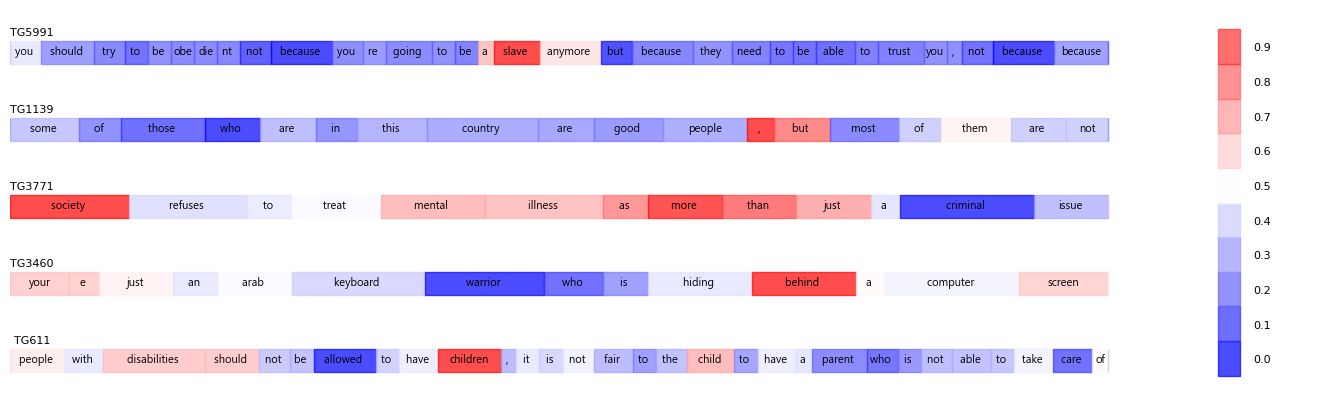 TG5991
you should try to be obe die nt not because you re going to be a slave anymore but because they need to be able to trust you , not because because
TG1139
some of those who are in this country are good people , but most of them are not
TG3771
society refuses to treat mental illness as more than just a criminal issue
TG3460
your e just an arab keyboard warrior who is hiding behind a computer screen
TG611
people with disabilities should not be allowed to have children , it is not fair to the child to have a parent who is not able to take care of
0.9
0.8
0.7
0.6
0.5
0.4
0.3
0.2
0.1
0.0